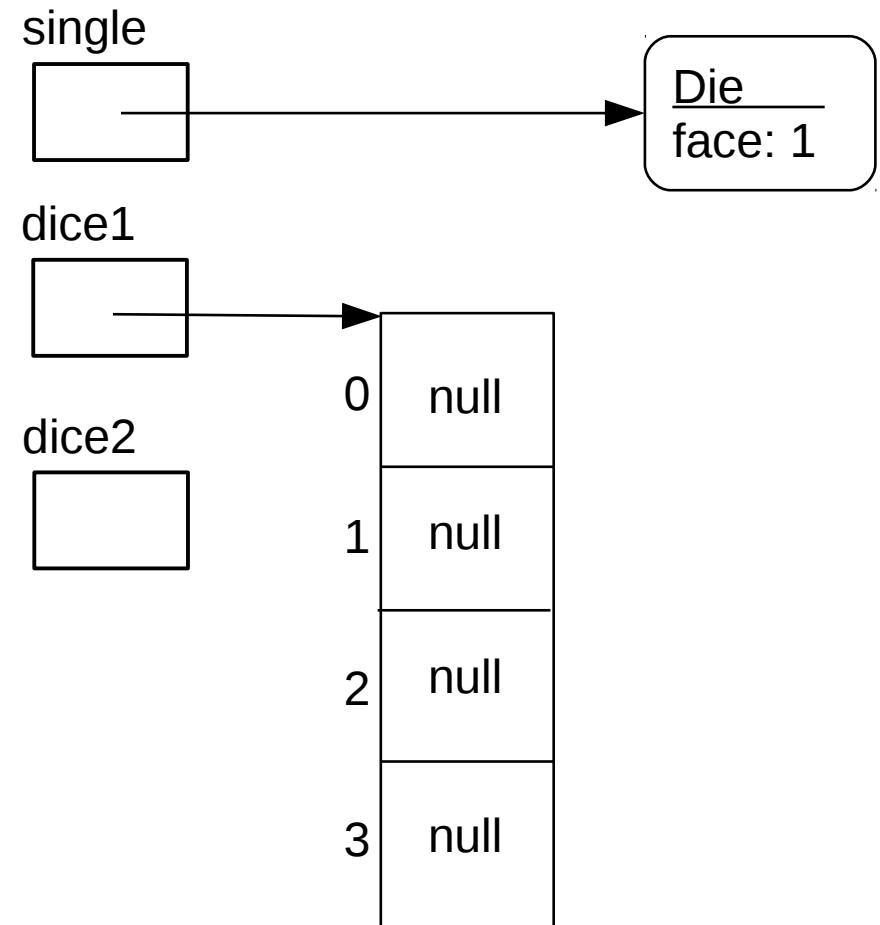 single
Die
face: 1
dice1
0 null
dice2
1 null
2 null
3 null